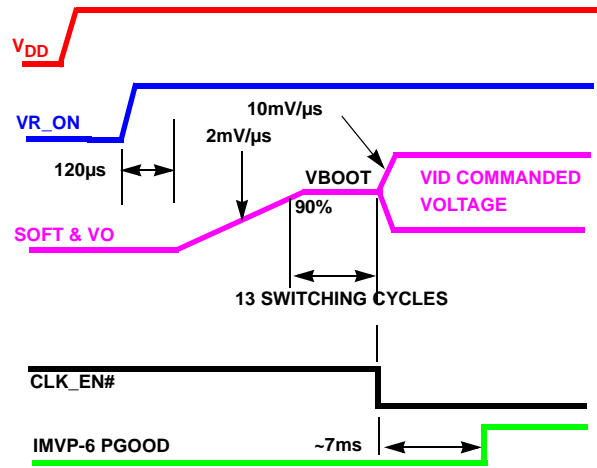 VDD
10mV/µs
VR_ON
2mV/µs
120µs
VBOOT
VID COMMANDED
VOLTAGE
90%
SOFT & VO
13 SWITCHING CYCLES
CLK_EN#
IMVP-6 PGOOD
~7ms